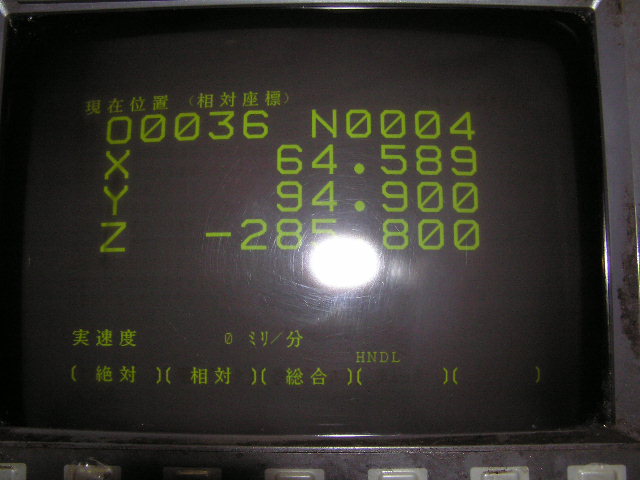 現在位置 (相対座標)
O0036 N0004
X 64.589
Y 94.900
Z -285.800
実速度 0 ミリ/分
HNDL
( 絶対 )( 相対 )( 総合 )( )( )